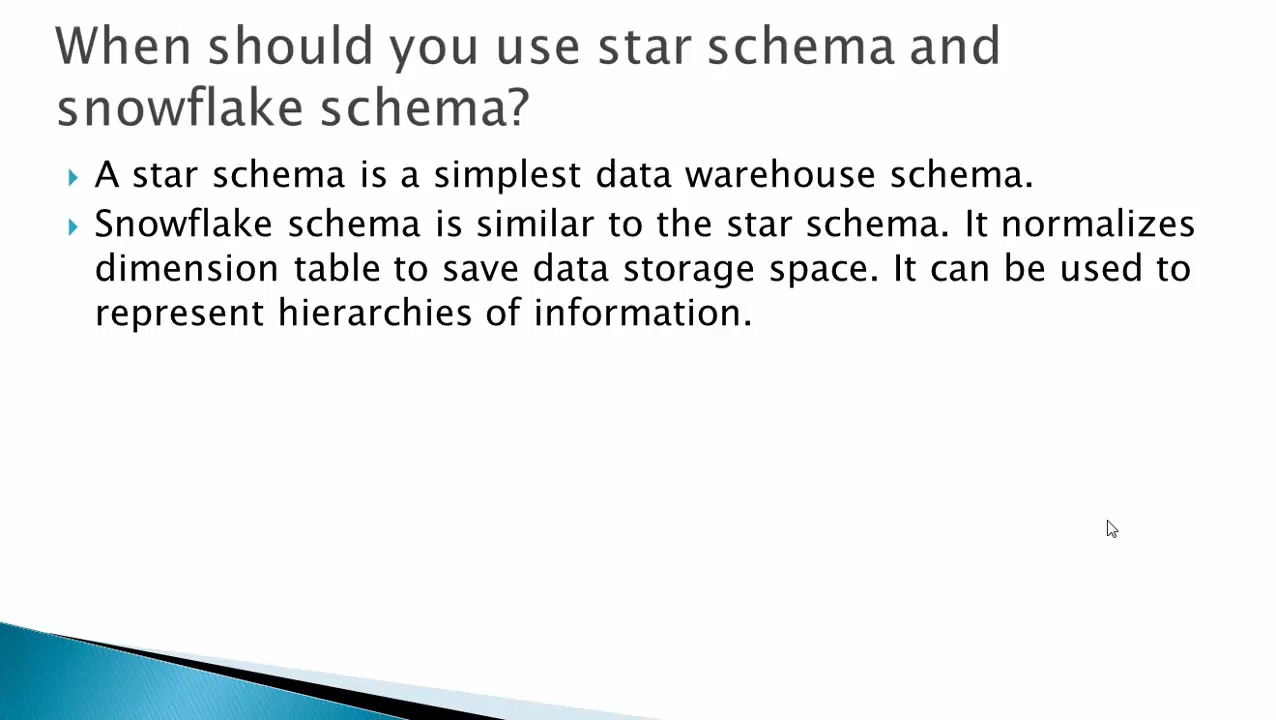 When should you use star schema and
snowflake schema?
A star schema is a simplest data warehouse schema.
Snowflake schema is similar to the star schema. It normalizes
dimension table to save data storage space. It can be used to
represent hierarchies of information.